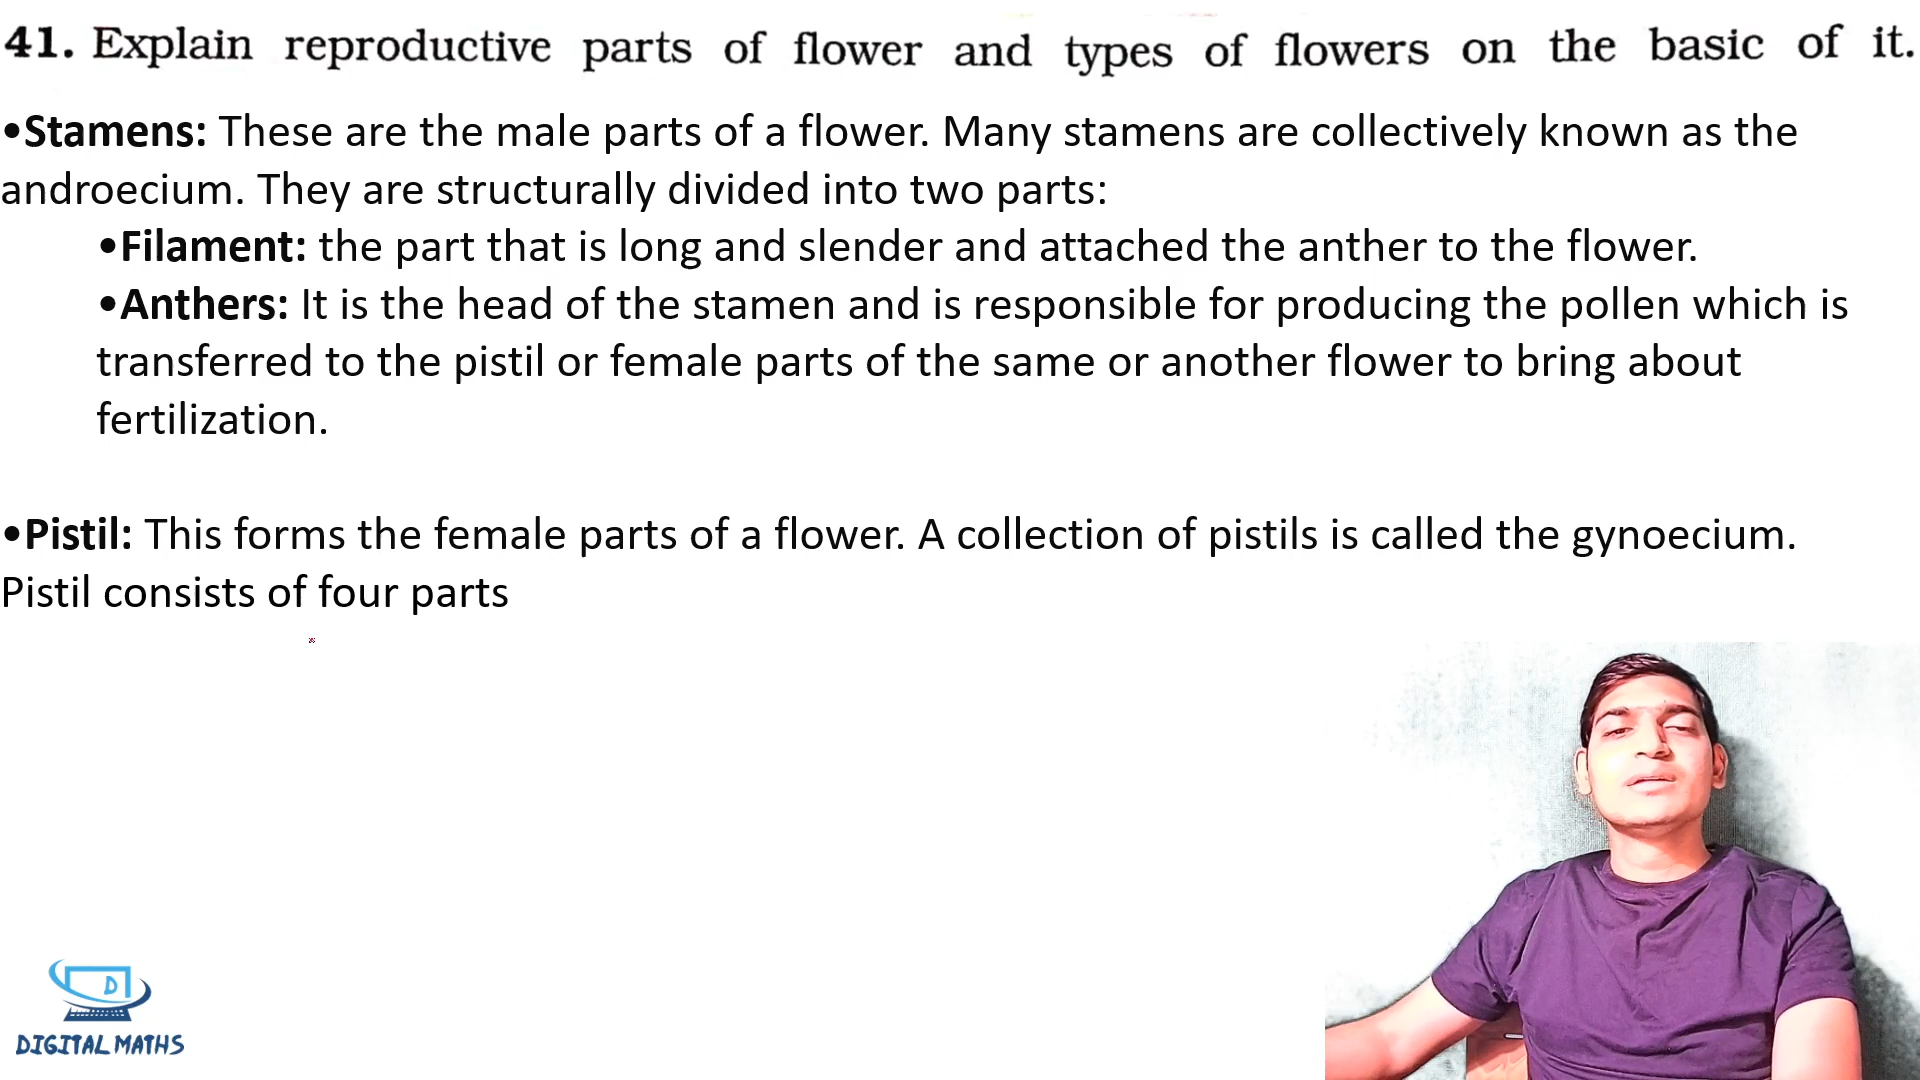 41. Explain reproductive parts of flower and types of flowers on the basic of it.
•Stamens: These are the male parts of a flower. Many stamens are collectively known as the
androecium. They are structurally divided into two parts:
•Filament: the part that is long and slender and attached the anther to the flower.
•Anthers: It is the head of the stamen and is responsible for producing the pollen which is
transferred to the pistil or female parts of the same or another flower to bring about
fertilization.
•Pistil: This forms the female parts of a flower. A collection of pistils is called the gynoecium.
Pistil consists of four parts
D
DIGITAL MATHS